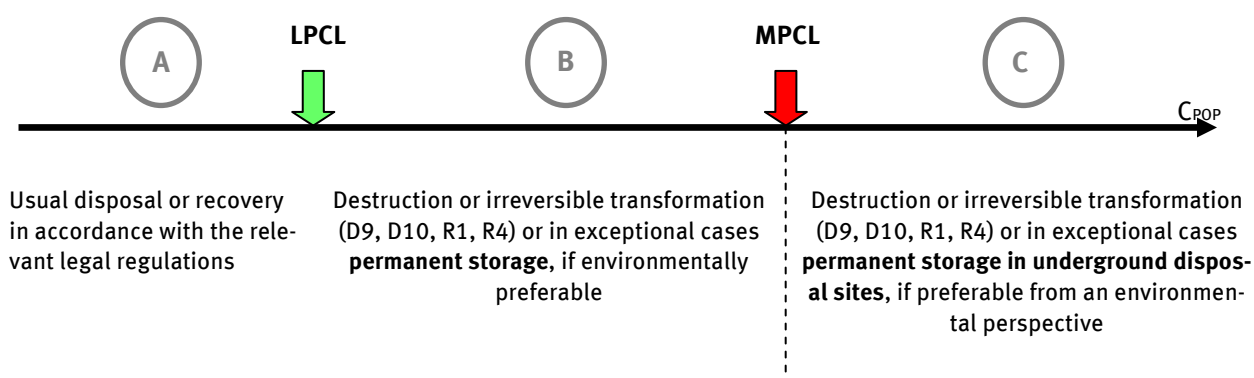 A
LPCL
B
MPCL
C
CPOP
Usual disposal or recovery
in accordance with the rele-
vant legal regulations
Destruction or irreversible transformation
(D9, D10, R1, R4) or in exceptional cases
permanent storage, if environmentally
preferable
Destruction or irreversible transformation
(D9, D10, R1, R4) or in exceptional cases
permanent storage in underground dispos-
al sites, if preferable from an environmen-
tal perspective